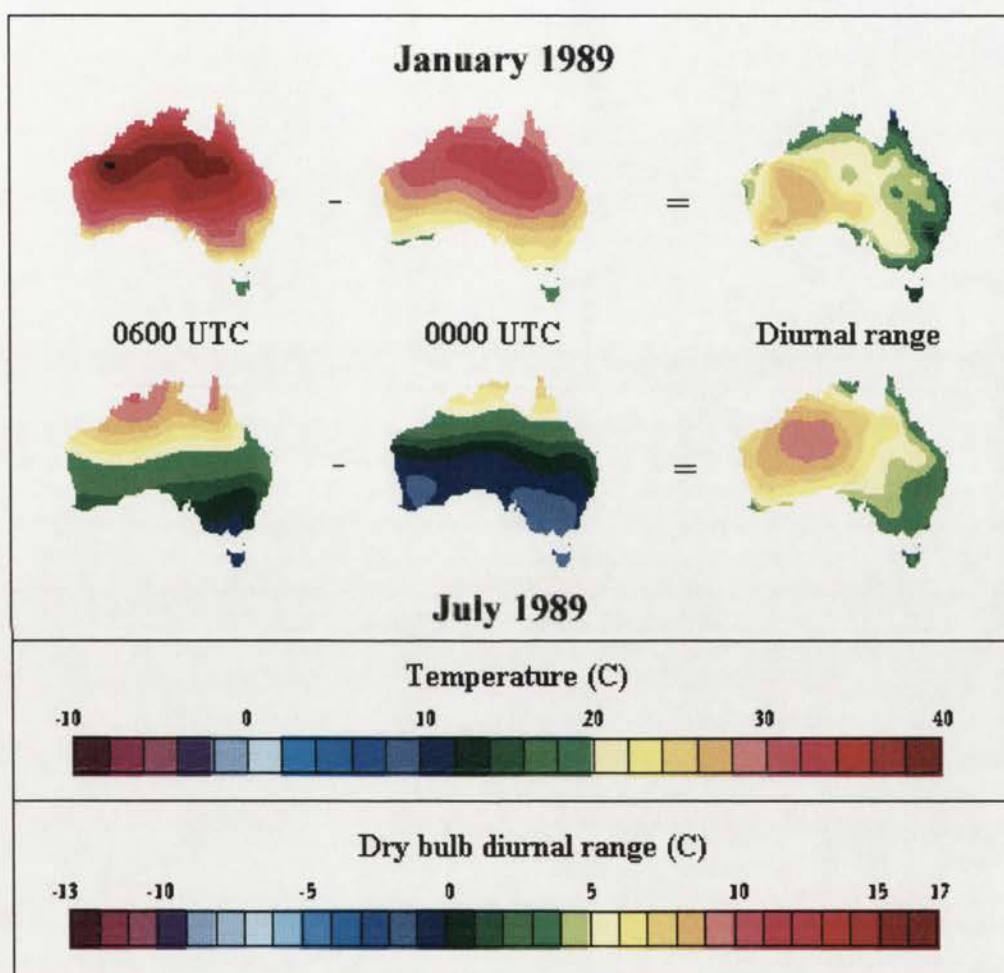 January 1989
- =
0600 UTC 0000 UTC Diurnal range
- =
July 1989
Temperature (C)
-10 0 10 20 30 40
Dry bulb diurnal range (C)
-13 -10 -5 0 5 10 15 17